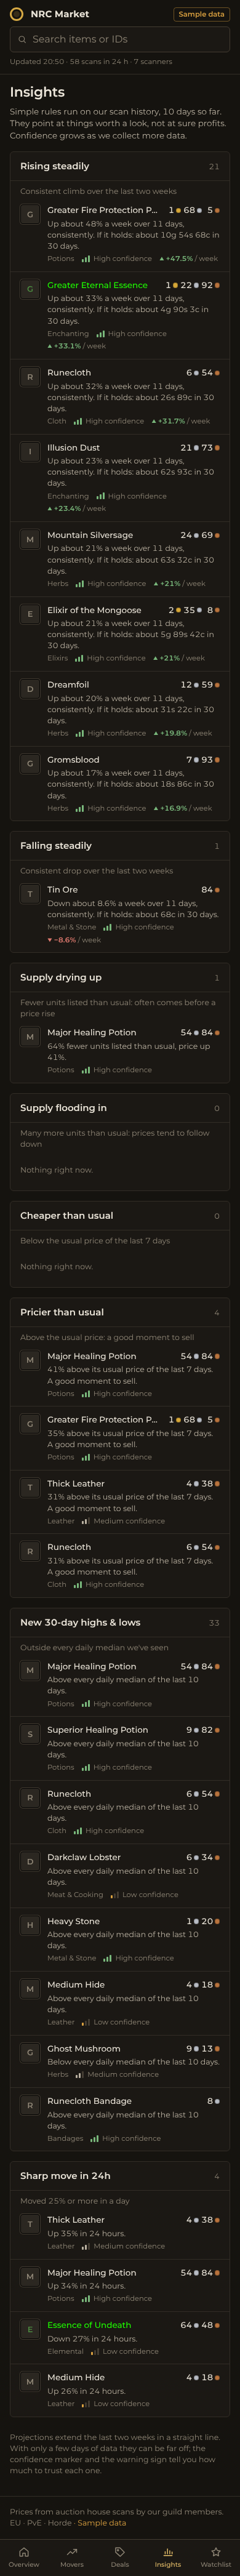 NRC Market
Sample data
Search items or IDs
Updated 20:50 · 58 scans in 24 h · 7 scanners
Insights
Simple rules run on our scan history, 10 days so far.
They point at things worth a look, not at sure profits.
Confidence grows as we collect more data.
Rising steadily 21
Consistent climb over the last two weeks
G
Greater Fire Protection P... 1 68 5
Up about 48% a week over 11 days,
consistently. If it holds: about 10g 54s 68c in
30 days.
Potions High confidence +47.5% / week
G
Greater Eternal Essence 1 22 92
Up about 33% a week over 11 days,
consistently. If it holds: about 4g 90s 3c in
30 days.
Enchanting High confidence
+33.1% / week
R
Runecloth 6 54
Up about 32% a week over 11 days,
consistently. If it holds: about 26s 89c in 30
days.
Cloth High confidence +31.7% / week
I
Illusion Dust 21 73
Up about 23% a week over 11 days,
consistently. If it holds: about 62s 93c in 30
days.
Enchanting High confidence
+23.4% / week
M
Mountain Silversage 24 69
Up about 21% a week over 11 days,
consistently. If it holds: about 63s 32c in 30
days.
Herbs High confidence +21% / week
E
Elixir of the Mongoose 2 35 8
Up about 21% a week over 11 days,
consistently. If it holds: about 5g 89s 42c in
30 days.
Elixirs High confidence +21% / week
D
Dreamfoil 12 59
Up about 20% a week over 11 days,
consistently. If it holds: about 31s 22c in 30
days.
Herbs High confidence +19.8% / week
G
Gromsblood 7 93
Up about 17% a week over 11 days,
consistently. If it holds: about 18s 86c in 30
days.
Herbs High confidence +16.9% / week
Falling steadily 1
Consistent drop over the last two weeks
T
Tin Ore 84
Down about 8.6% a week over 11 days,
consistently. If it holds: about 68c in 30 days.
Metal & Stone High confidence
−8.6% / week
Supply drying up 1
Fewer units listed than usual: often comes before a
price rise
M
Major Healing Potion 54 84
64% fewer units listed than usual, price up
41%.
Potions High confidence
Supply flooding in 0
Many more units than usual: prices tend to follow
down
Nothing right now.
Cheaper than usual 0
Below the usual price of the last 7 days
Nothing right now.
Pricier than usual 4
Above the usual price: a good moment to sell
M
Major Healing Potion 54 84
41% above its usual price of the last 7 days.
A good moment to sell.
Potions High confidence
G
Greater Fire Protection P... 1 68 5
35% above its usual price of the last 7 days.
A good moment to sell.
Potions High confidence
T
Thick Leather 4 38
31% above its usual price of the last 7 days.
A good moment to sell.
Leather Medium confidence
R
Runecloth 6 54
31% above its usual price of the last 7 days.
A good moment to sell.
Cloth High confidence
New 30-day highs & lows 33
Outside every daily median we've seen
M
Major Healing Potion 54 84
Above every daily median of the last 10
days.
Potions High confidence
S
Superior Healing Potion 9 82
Above every daily median of the last 10
days.
Potions High confidence
R
Runecloth 6 54
Above every daily median of the last 10
days.
Cloth High confidence
D
Darkclaw Lobster 6 34
Above every daily median of the last 10
days.
Meat & Cooking Low confidence
H
Heavy Stone 1 20
Above every daily median of the last 10
days.
Metal & Stone High confidence
M
Medium Hide 4 18
Above every daily median of the last 10
days.
Leather Low confidence
G
Ghost Mushroom 9 13
Below every daily median of the last 10 days.
Herbs Medium confidence
R
Runecloth Bandage 8
Above every daily median of the last 10
days.
Bandages High confidence
Sharp move in 24h 4
Moved 25% or more in a day
T
Thick Leather 4 38
Up 35% in 24 hours.
Leather Medium confidence
M
Major Healing Potion 54 84
Up 34% in 24 hours.
Potions High confidence
E
Essence of Undeath 64 48
Down 27% in 24 hours.
Elemental Low confidence
M
Medium Hide 4 18
Up 26% in 24 hours.
Leather Low confidence
Projections extend the last two weeks in a straight line.
With only a few days of data they can be far off; the
confidence marker and the warning sign tell you how
much to trust each one.
Prices from auction house scans by our guild members.
EU · PvE · Horde · Sample data
Overview Movers Deals Insights Watchlist